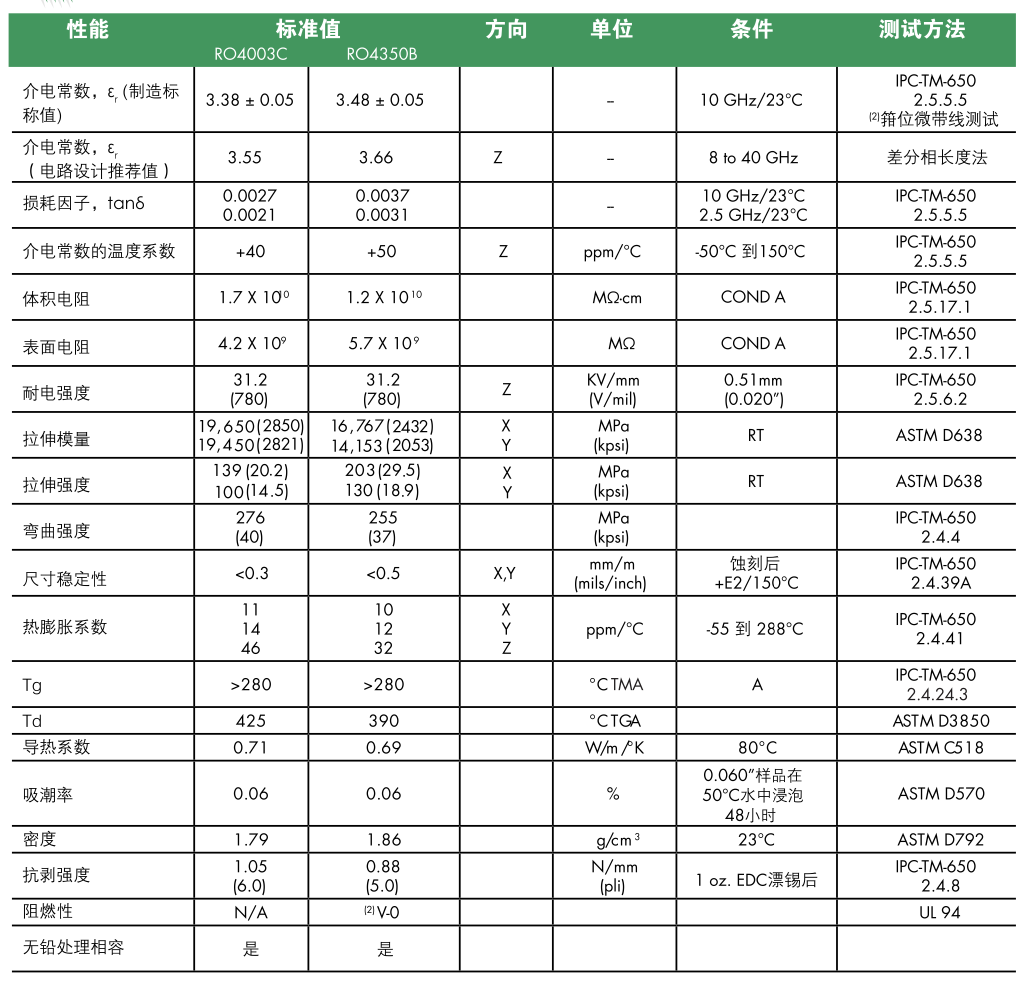 性能 标准值 方向 单位 条件 测试方法
RO4003C RO4350B
介电常数，εr (制造标
称值) 3.38 ± 0.05 3.48 ± 0.05 -- 10 GHz/23°C IPC-TM-650
2.5.5.5
(2)箝位微带线测试
介电常数，εr
（电路设计推荐值） 3.55 3.66 Z -- 8 to 40 GHz 差分相长度法
损耗因子，tanδ 0.0027 0.0037 -- 10 GHz/23°C IPC-TM-650
0.0021 0.0031 2.5 GHz/23°C 2.5.5.5
介电常数的温度系数 +40 +50 Z ppm/°C -50°C 到150°C IPC-TM-650
2.5.5.5
体积电阻 1.7 X 10¹⁰ 1.2 X 10¹⁰ MΩ·cm COND A IPC-TM-650
2.5.17.1
表面电阻 4.2 X 10⁹ 5.7 X 10⁹ MΩ COND A IPC-TM-650
2.5.17.1
耐电强度 31.2 31.2 Z KV/mm 0.51mm IPC-TM-650
(780) (780) (V/mil) (0.020″) 2.5.6.2
拉伸模量 19,650(2850) 16,767(2432) X MPa RT ASTM D638
19,450(2821) 14,153(2053) Y (kpsi)
拉伸强度 139(20.2) 203(29.5) X MPa RT ASTM D638
100(14.5) 130(18.9) Y (kpsi)
弯曲强度 276 255 MPa IPC-TM-650
(40) (37) (kpsi) 2.4.4
尺寸稳定性 <0.3 <0.5 X,Y mm/m 蚀刻后 IPC-TM-650
(mils/inch) +E2/150°C 2.4.39A
热膨胀系数 11 10 X ppm/°C -55 到 288°C IPC-TM-650
14 12 Y 2.4.41
46 32 Z
Tg >280 >280 °C TMA A IPC-TM-650
2.4.24.3
Td 425 390 °C TGA ASTM D3850
导热系数 0.71 0.69 W/m/°K 80°C ASTM C518
吸潮率 0.06 0.06 % 0.060″样品在 ASTM D570
50°C水中浸泡
48小时
密度 1.79 1.86 g/cm³ 23°C ASTM D792
抗剥强度 1.05 0.88 N/mm 1 oz. EDC漂锡后 IPC-TM-650
(6.0) (5.0) (pli) 2.4.8
阻燃性 N/A (2)V-0 UL 94
无铅处理相容 是 是